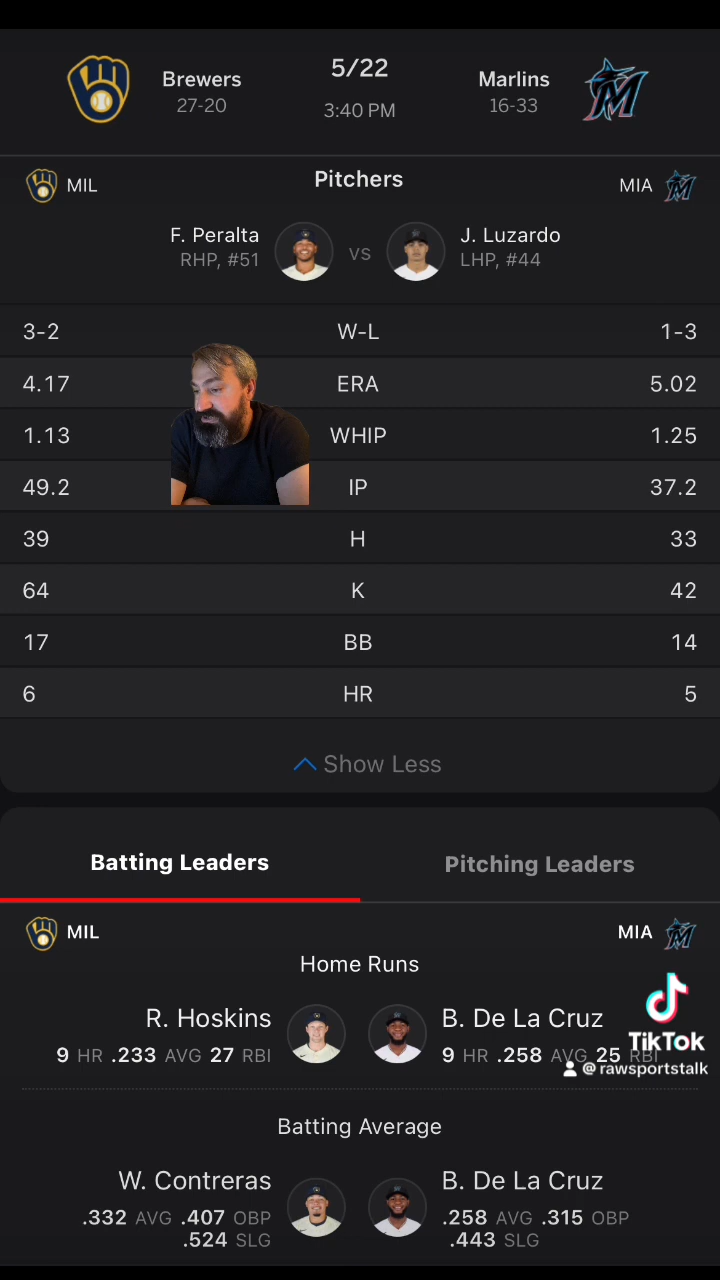 Brewers 5/22 Marlins
27-20 3:40 PM 16-33
MIL Pitchers MIA
F. Peralta vs J. Luzardo
RHP, #51 LHP, #44
3-2 W-L 1-3
4.17 ERA 5.02
1.13 WHIP 1.25
49.2 IP 37.2
39 H 33
64 K 42
17 BB 14
6 HR 5
Show Less
Batting Leaders Pitching Leaders
MIL MIA
Home Runs
R. Hoskins B. De La Cruz
9 HR .233 AVG 27 RBI 9 HR .258 AVG 25 RBI
TikTok
@rawsportstalk
Batting Average
W. Contreras B. De La Cruz
.332 AVG .407 OBP .258 AVG .315 OBP
.524 SLG .443 SLG